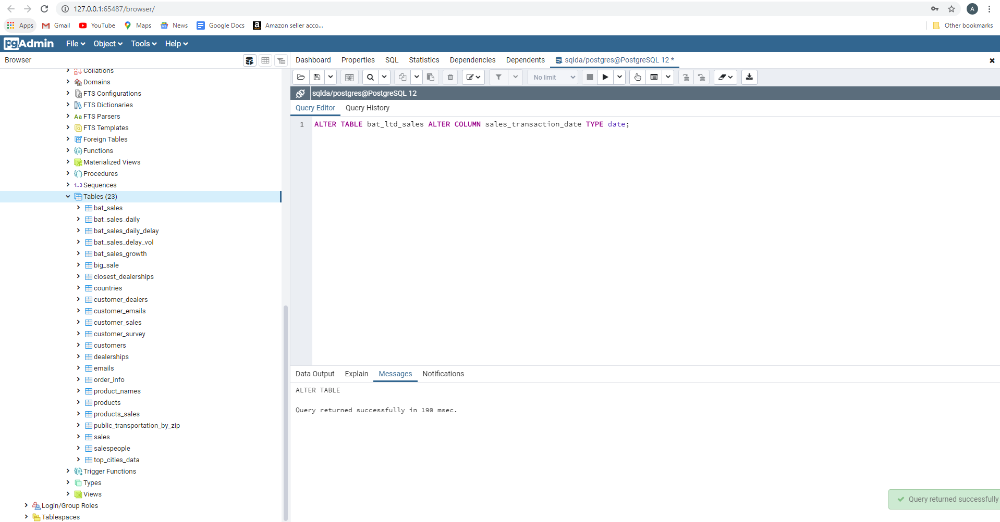 127.0.0.1:65487/browser/
A
Apps Gmail YouTube Maps News Google Docs Amazon seller acco... Other bookmarks
pgAdmin File Object Tools Help
Browser
Dashboard Properties SQL Statistics Dependencies Dependents sqlda/postgres@PostgreSQL 12 *
Collations
Domains
FTS Configurations
FTS Dictionaries
Aa FTS Parsers
FTS Templates
Foreign Tables
Functions
Materialized Views
Procedures
1..3 Sequences
Tables (23)
bat_sales
bat_sales_daily
bat_sales_daily_delay
bat_sales_delay_vol
bat_sales_growth
big_sale
closest_dealerships
countries
customer_dealers
customer_emails
customer_sales
customer_survey
customers
dealerships
emails
order_info
product_names
products
products_sales
public_transportation_by_zip
sales
salespeople
top_cities_data
Trigger Functions
Types
Views
Login/Group Roles
Tablespaces
No limit
sqlda/postgres@PostgreSQL 12
Query Editor Query History
1 ALTER TABLE bat_ltd_sales ALTER COLUMN sales_transaction_date TYPE date;
Data Output Explain Messages Notifications
ALTER TABLE
Query returned successfully in 190 msec.
Query returned successfully